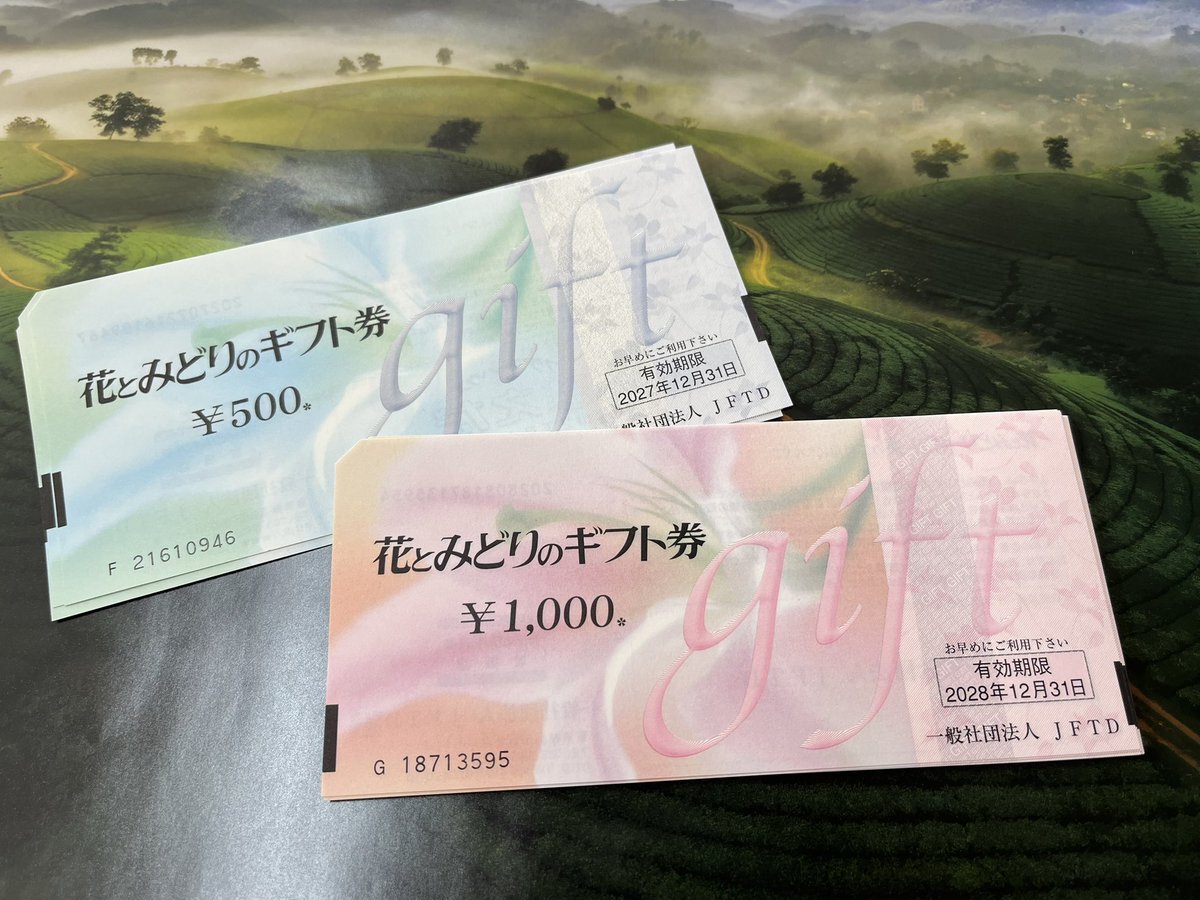 gift
花とみどりのギフト券
¥500*
お早めにご利用下さい
有効期限
2027年12月31日
般社団法人 JFTD
F 21610946
gift
花とみどりのギフト券
¥1,000*
お早めにご利用下さい
有効期限
2028年12月31日
一般社団法人 JFTD
G 18713595